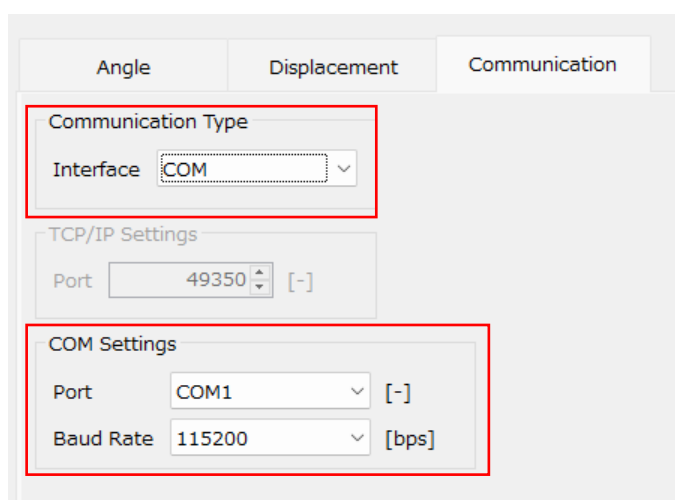 Angle Displacement Communication
Communication Type
Interface COM
TCP/IP Settings
Port 49350 [-]
COM Settings
Port COM1 [-]
Baud Rate 115200 [bps]